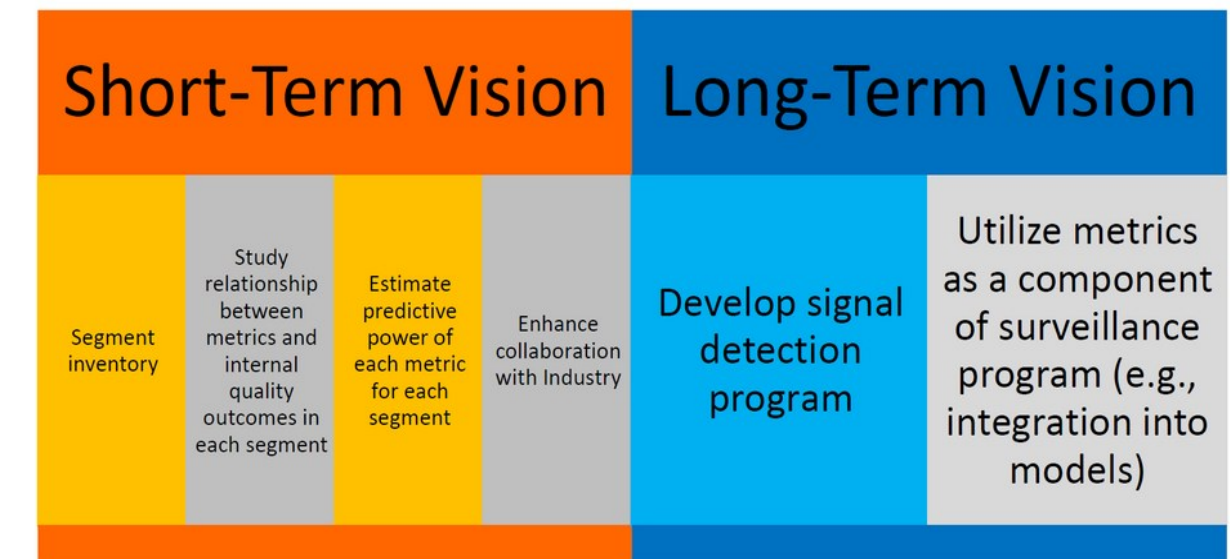 Short-Term Vision
Long-Term Vision
Segment
inventory
Study
relationship
between
metrics and
internal
quality
outcomes in
each segment
Estimate
predictive
power of
each metric
for each
segment
Enhance
collaboration
with Industry
Develop signal
detection
program
Utilize metrics
as a component
of surveillance
program (e.g.,
integration into
models)